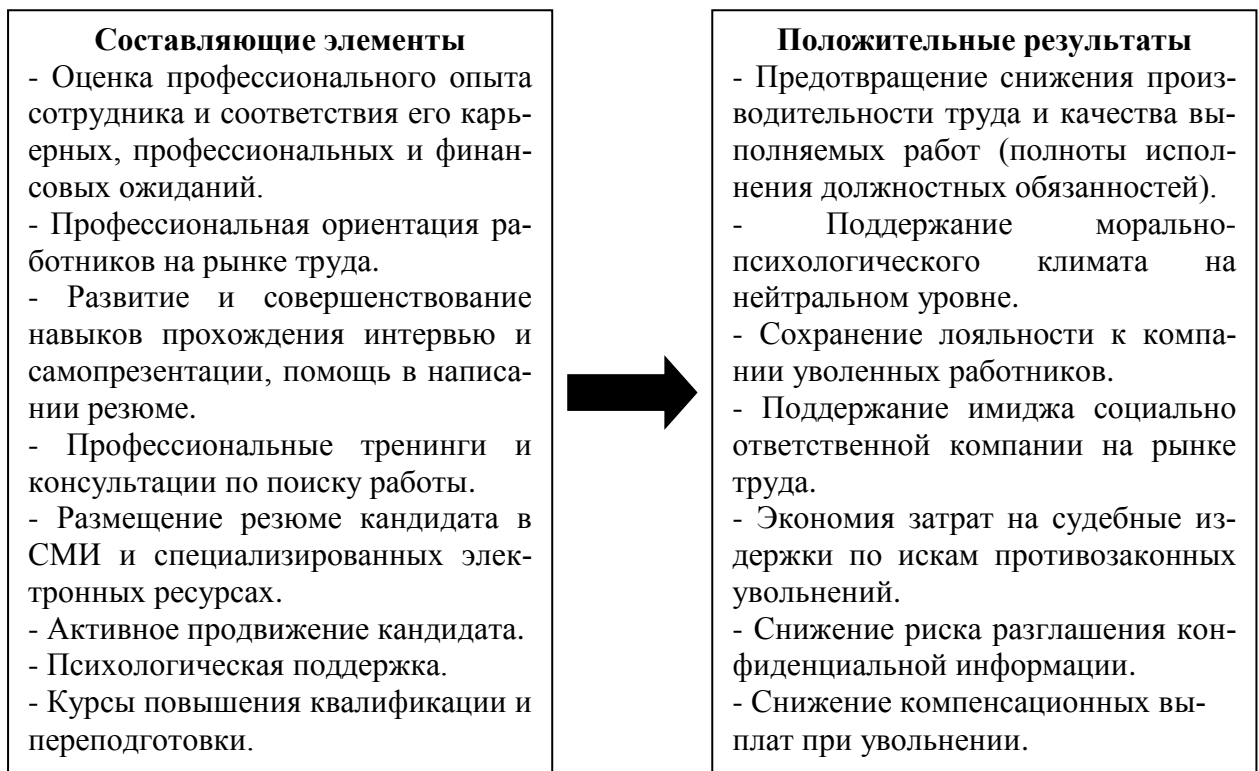 Составляющие элементы
- Оценка профессионального опыта
сотрудника и соответствия его карь-
ерных, профессиональных и финан-
совых ожиданий.
- Профессиональная ориентация ра-
ботников на рынке труда.
- Развитие и совершенствование
навыков прохождения интервью и
самопрезентации, помощь в написа-
нии резюме.
- Профессиональные тренинги и
консультации по поиску работы.
- Размещение резюме кандидата в
СМИ и специализированных элек-
тронных ресурсах.
- Активное продвижение кандидата.
- Психологическая поддержка.
- Курсы повышения квалификации и
переподготовки.
Положительные результаты
- Предотвращение снижения произ-
водительности труда и качества вы-
полняемых работ (полноты испол-
нения должностных обязанностей).
- Поддержание морально-
психологического климата на
нейтральном уровне.
- Сохранение лояльности к компа-
нии уволенных работников.
- Поддержание имиджа социально
ответственной компании на рынке
труда.
- Экономия затрат на судебные из-
держки по искам противозаконных
увольнений.
- Снижение риска разглашения кон-
фиденциальной информации.
- Снижение компенсационных вы-
плат при увольнении.